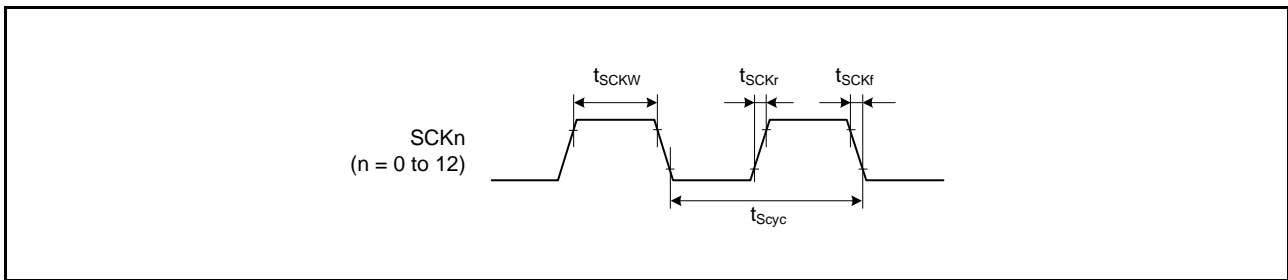 tSCKW
tSCKr
tSCKf
SCKn
(n = 0 to 12)
tScyc